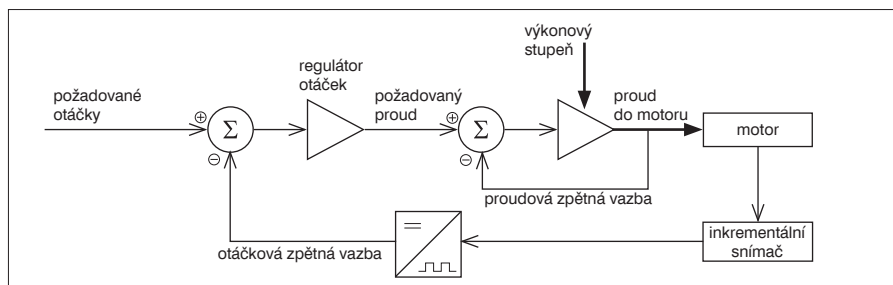 výkonový
stupeň
regulátor
otáček
požadované
otáčky
požadovaný
proud
proud
do motoru
⊕
Σ
⊖
⊕
Σ
⊖
motor
proudová zpětná vazba
otáčková zpětná vazba
inkrementální
snímač